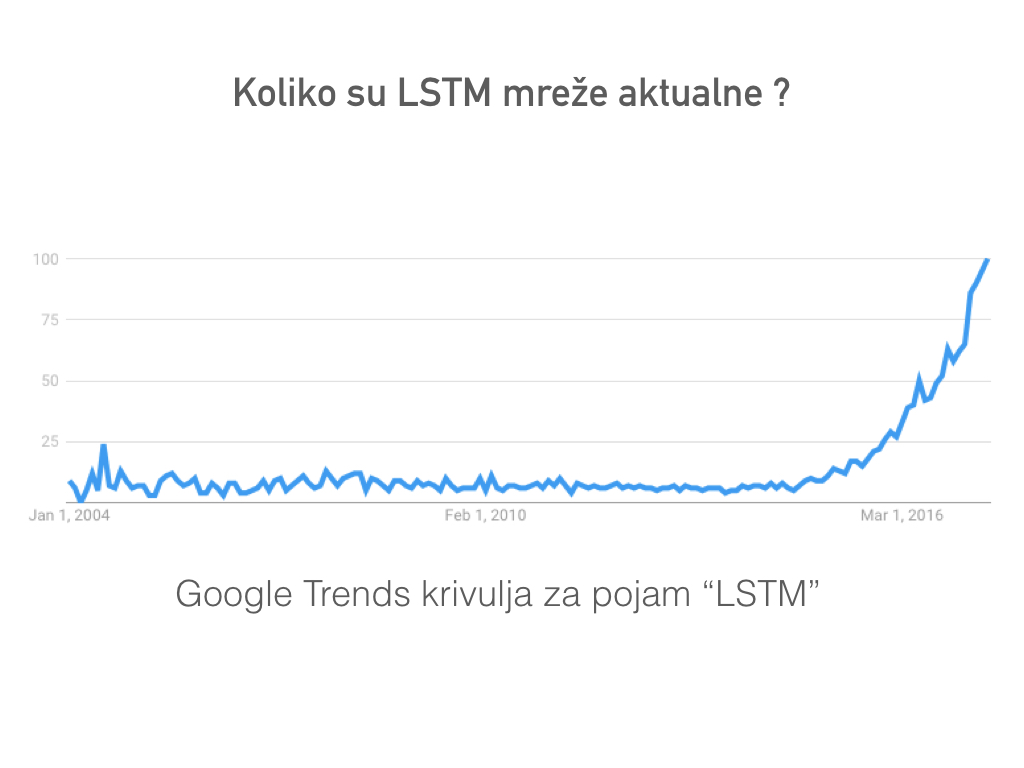 Koliko su LSTM mreže aktualne ?
100
75
50
25
Jan 1, 2004
Feb 1, 2010
Mar 1, 2016
Google Trends krivulja za pojam “LSTM”